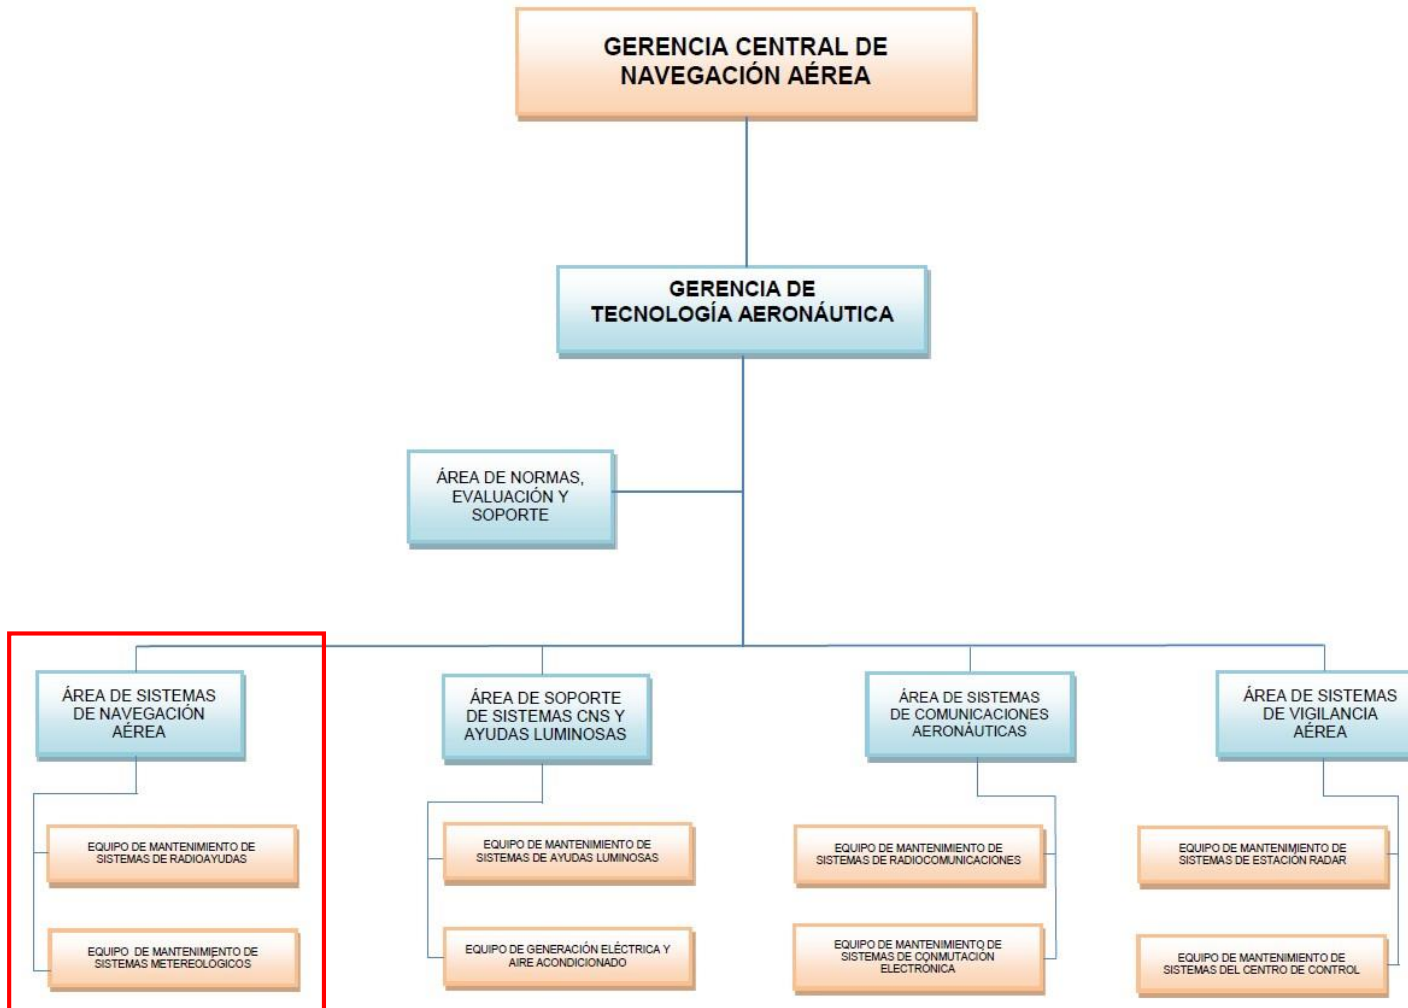 GERENCIA CENTRAL DE
NAVEGACIÓN AÉREA
GERENCIA DE
TECNOLOGÍA AERONÁUTICA
ÁREA DE NORMAS,
EVALUACIÓN Y
SOPORTE
ÁREA DE SISTEMAS
DE NAVEGACIÓN
AÉREA
EQUIPO DE MANTENIMIENTO DE
SISTEMAS DE RADIOAYUDAS
EQUIPO DE MANTENIMIENTO DE
SISTEMAS METEREOLÓGICOS
ÁREA DE SOPORTE
DE SISTEMAS CNS Y
AYUDAS LUMINOSAS
EQUIPO DE MANTENIMIENTO DE
SISTEMAS DE AYUDAS LUMINOSAS
EQUIPO DE GENERACIÓN ELÉCTRICA Y
AIRE ACONDICIONADO
ÁREA DE SISTEMAS
DE COMUNICACIONES
AERONÁUTICAS
EQUIPO DE MANTENIMIENTO DE
SISTEMAS DE RADIOCOMUNICACIONES
EQUIPO DE MANTENIMIENTO DE
SISTEMAS DE CONMUTACIÓN
ELECTRÓNICA
ÁREA DE SISTEMAS
DE VIGILANCIA
AÉREA
EQUIPO DE MANTENIMIENTO DE
SISTEMAS DE ESTACIÓN RADAR
EQUIPO DE MANTENIMIENTO DE
SISTEMAS DEL CENTRO DE CONTROL